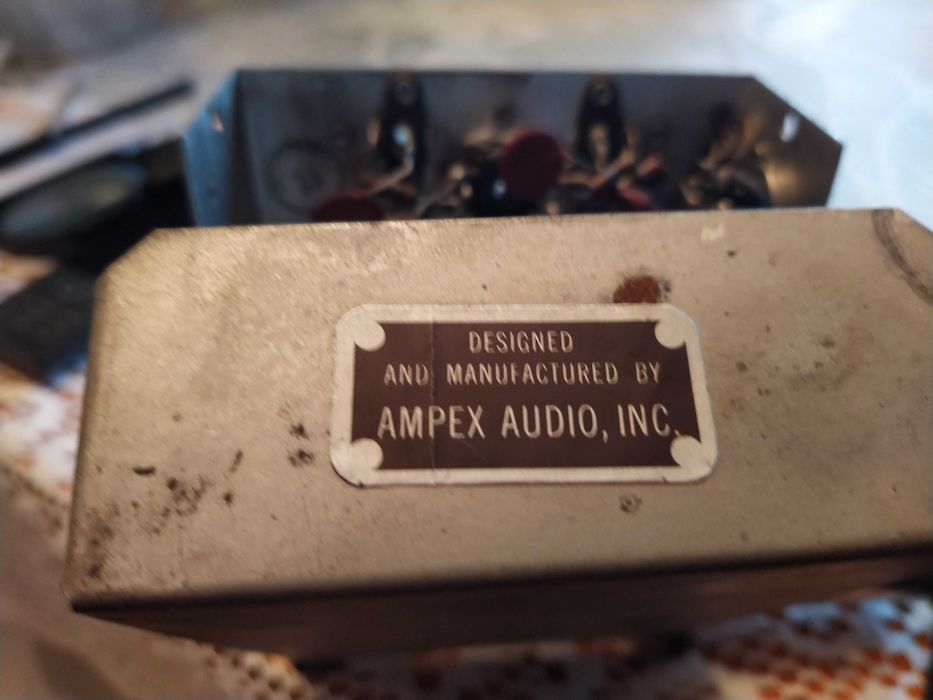 DESIGNED
AND MANUFACTURED BY
AMPEX AUDIO, INC.